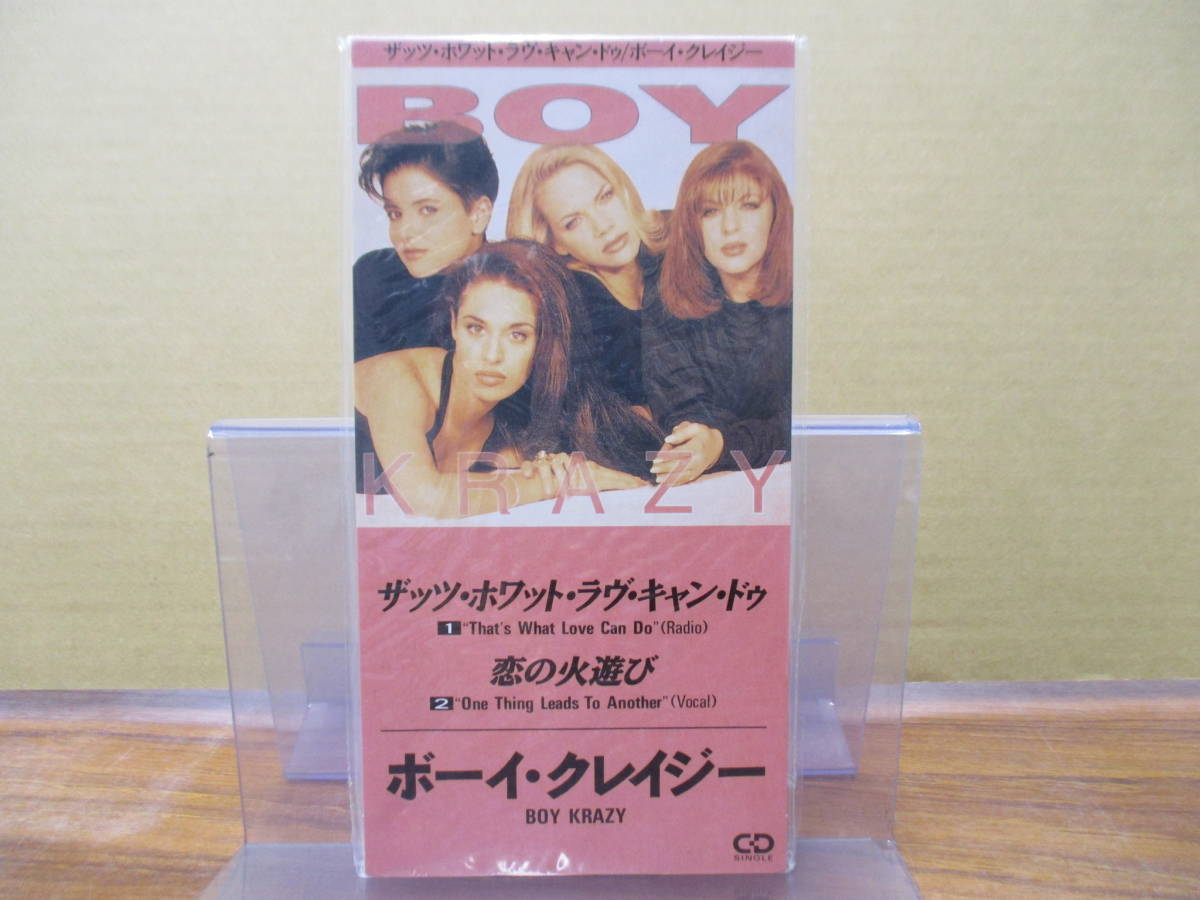 ザッツ・ホワット・ラヴ・キャン・ドゥ/ボーイ・クレイジー
BOY
KRAZY
ザッツ・ホワット・ラヴ・キャン・ドゥ
1 "That's What Love Can Do" (Radio)
恋の火遊び
2 "One Thing Leads To Another" (Vocal)
ボーイ・クレイジー
BOY KRAZY
CD
SINGLE